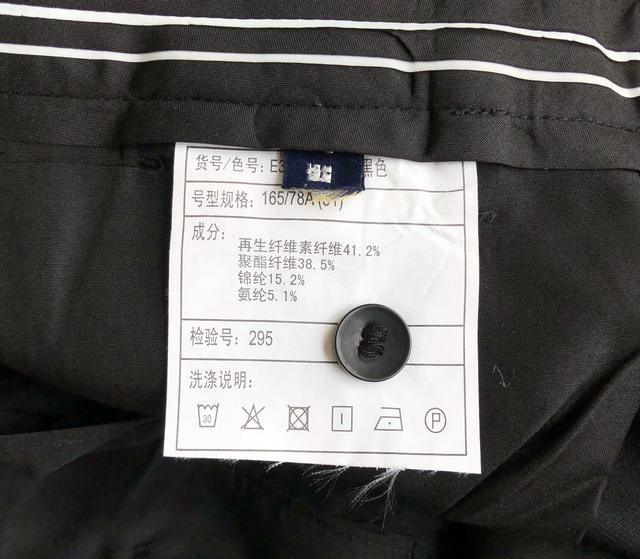 货号/色号: E3 黑色
号型规格: 165/78A
成分:
再生纤维素纤维41.2%
聚酯纤维38.5%
锦纶15.2%
氨纶5.1%
检验号: 295
洗涤说明:
30
P